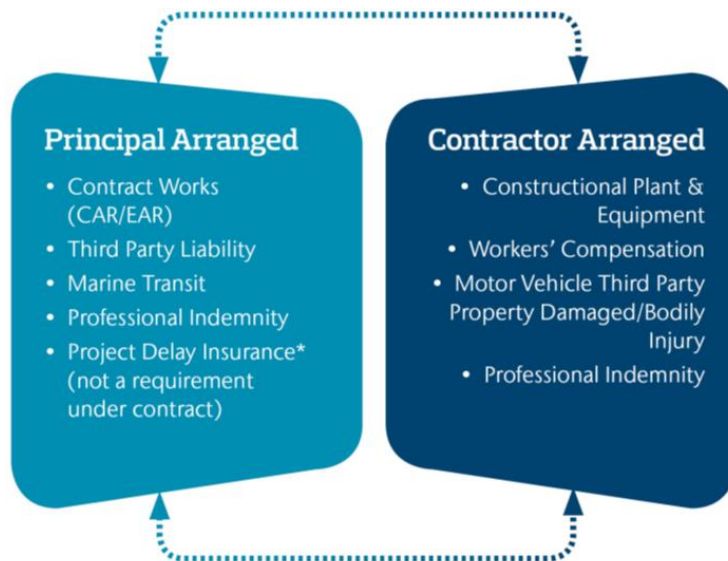 Principal Arranged
• Contract Works
(CAR/EAR)
• Third Party Liability
• Marine Transit
• Professional Indemnity
• Project Delay Insurance*
(not a requirement
under contract)
Contractor Arranged
• Constructional Plant &
Equipment
• Workers’ Compensation
• Motor Vehicle Third Party
Property Damaged/Bodily
Injury
• Professional Indemnity